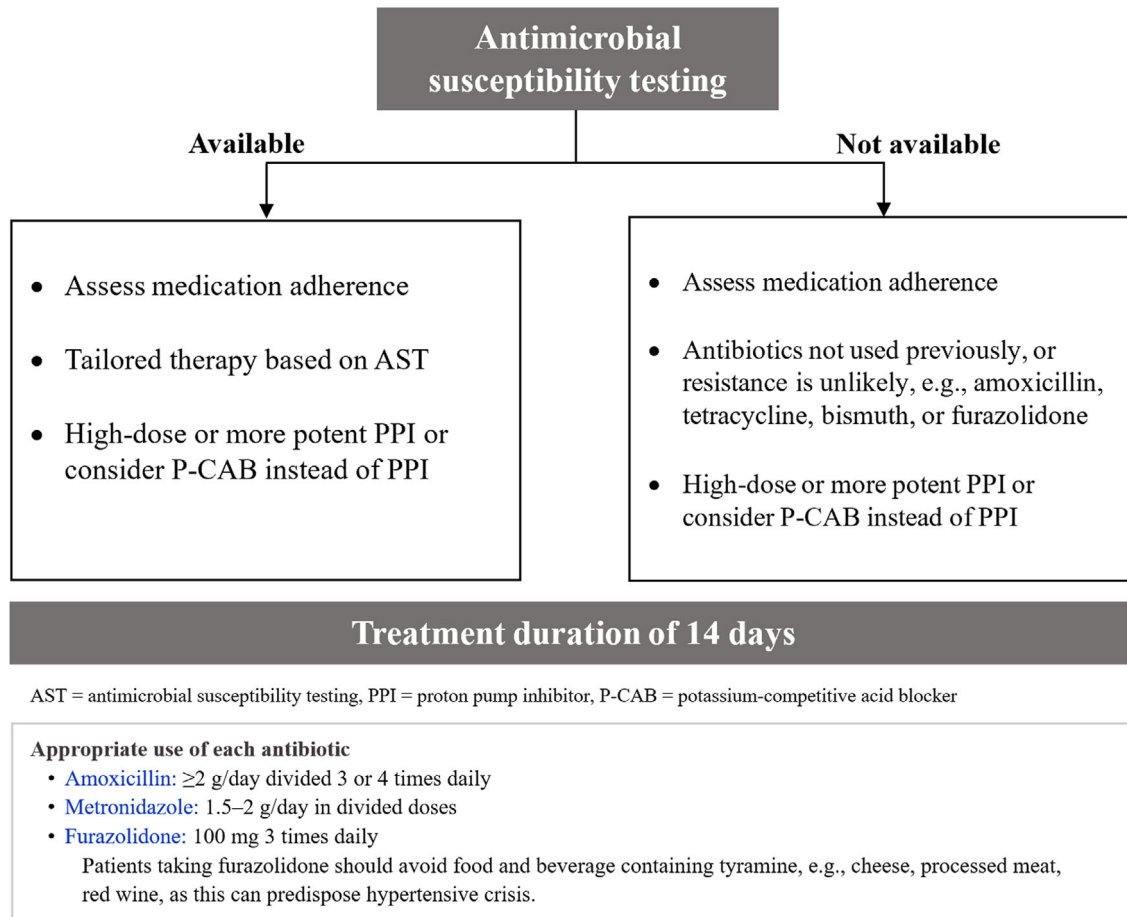 Antimicrobial
susceptibility testing
Available
Not available
• Assess medication adherence
• Tailored therapy based on AST
• High-dose or more potent PPI or
consider P-CAB instead of PPI
• Assess medication adherence
• Antibiotics not used previously, or
resistance is unlikely, e.g., amoxicillin,
tetracycline, bismuth, or furazolidone
• High-dose or more potent PPI or
consider P-CAB instead of PPI
Treatment duration of 14 days
AST = antimicrobial susceptibility testing, PPI = proton pump inhibitor, P-CAB = potassium-competitive acid blocker
Appropriate use of each antibiotic
• Amoxicillin: ≥2 g/day divided 3 or 4 times daily
• Metronidazole: 1.5–2 g/day in divided doses
• Furazolidone: 100 mg 3 times daily
Patients taking furazolidone should avoid food and beverage containing tyramine, e.g., cheese, processed meat,
red wine, as this can predispose hypertensive crisis.